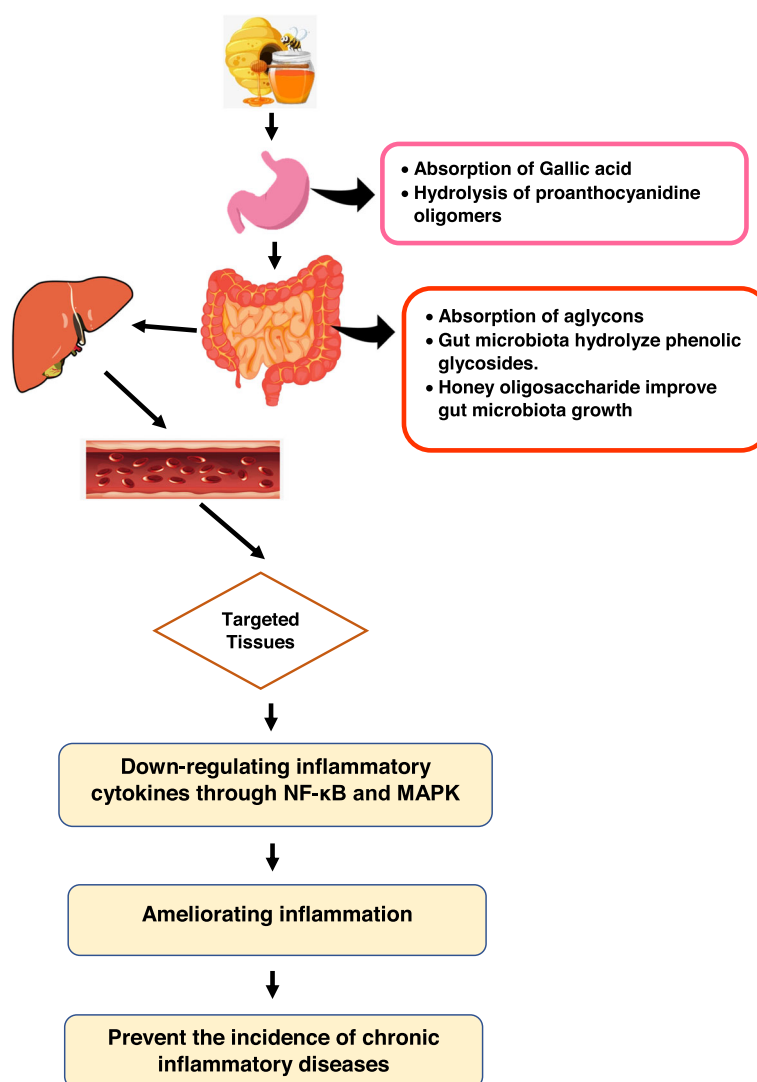 • Absorption of Gallic acid
• Hydrolysis of proanthocyanidine
oligomers
• Absorption of aglycons
• Gut microbiota hydrolyze phenolic
glycosides.
• Honey oligosaccharide improve
gut microbiota growth
Targeted
Tissues
Down-regulating inflammatory
cytokines through NF-κB and MAPK
Ameliorating inflammation
Prevent the incidence of chronic
inflammatory diseases